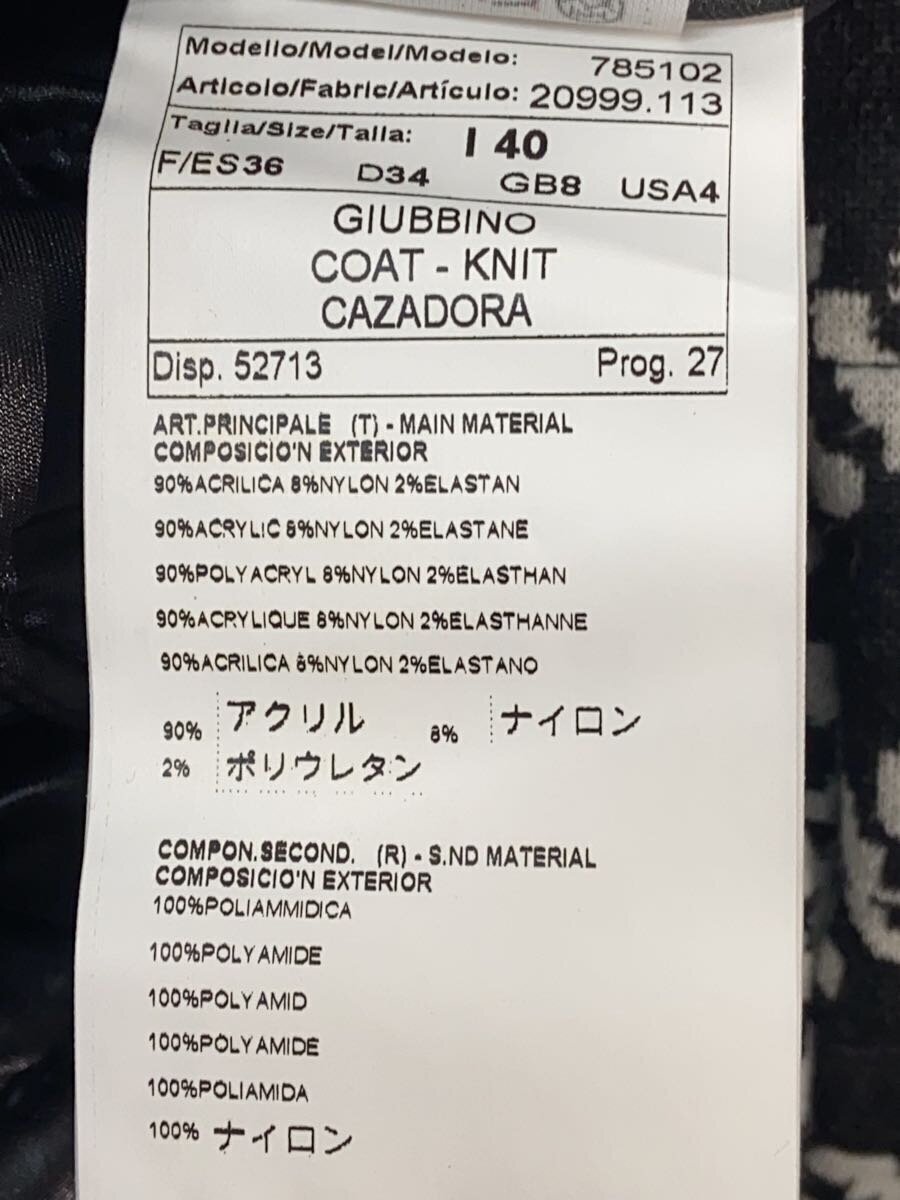 Modello/Model/Modelo: 785102
Articolo/Fabric/Artículo: 20999.113
Taglia/Size/Talla: I 40
F/ES36 D34 GB8 USA4
GIUBBINO
COAT - KNIT
CAZADORA
Disp. 52713 Prog. 27
ART.PRINCIPALE (T) - MAIN MATERIAL
COMPOSICIO'N EXTERIOR
90%ACRILICA 8%NYLON 2%ELASTAN
90%ACRYLIC 8%NYLON 2%ELASTANE
90%POLYACRYL 8%NYLON 2%ELASTHAN
90%ACRYLIQUE 8%NYLON 2%ELASTHANNE
90%ACRILICA 8%NYLON 2%ELASTANO
90% アクリル 8% ナイロン
2% ポリウレタン
COMPON.SECOND. (R) - S.ND MATERIAL
COMPOSICIO'N EXTERIOR
100%POLIAMMIDICA
100%POLYAMIDE
100%POLYAMID
100%POLYAMIDE
100%POLIAMIDA
100% ナイロン